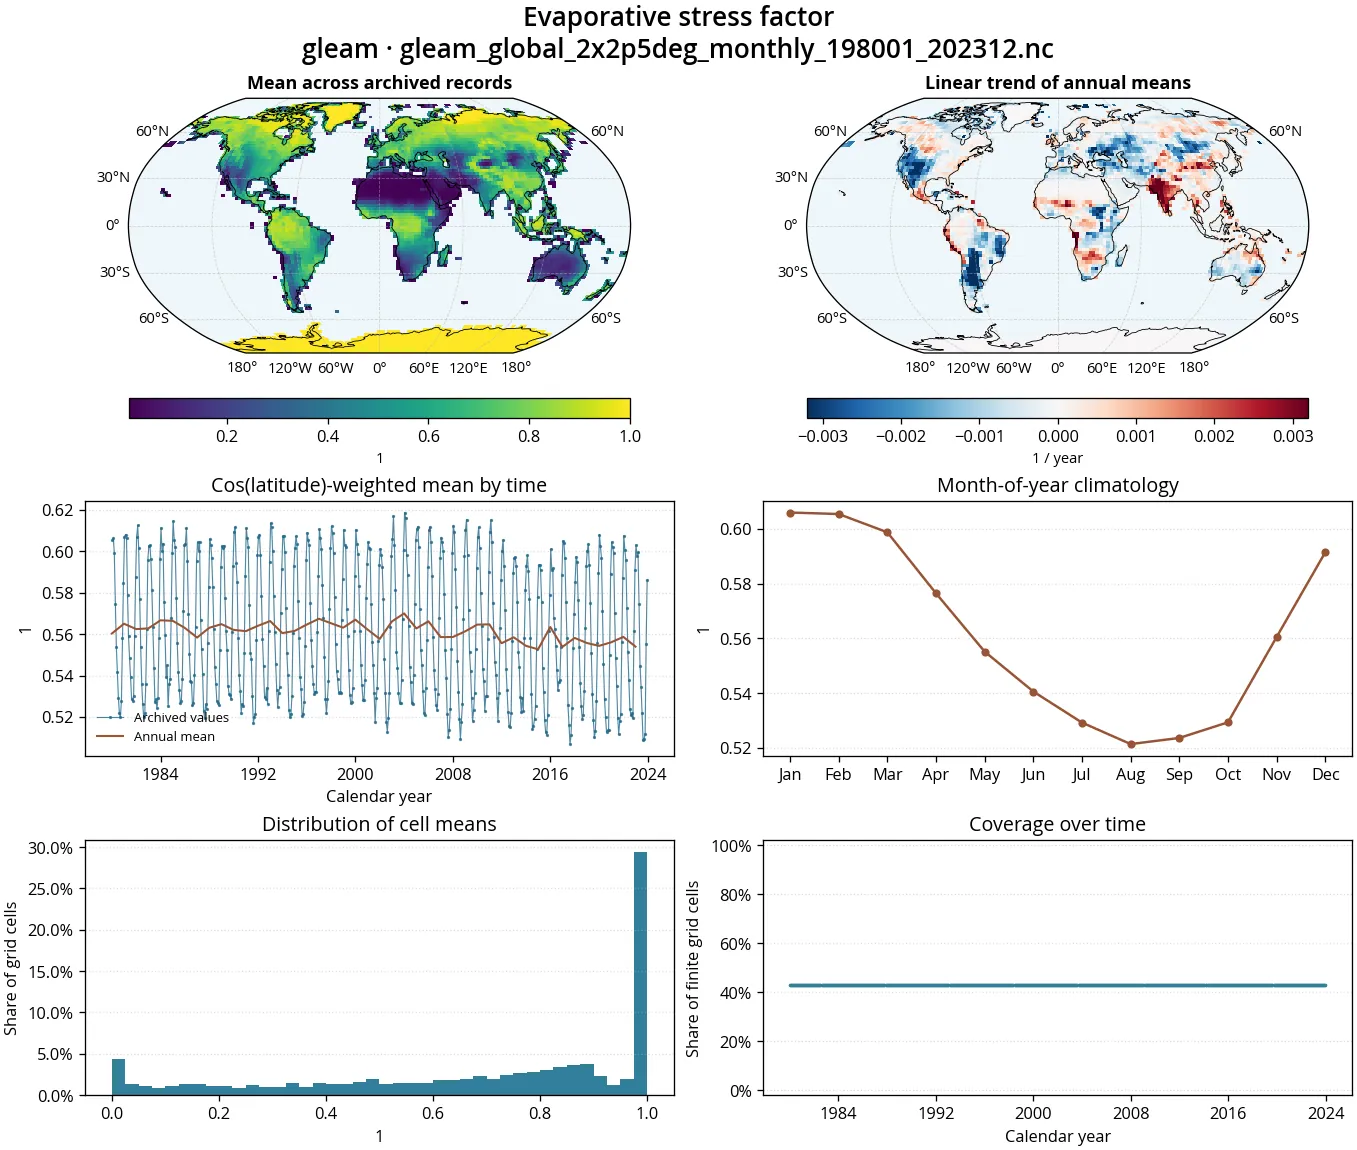 Evaporative stress factor
gleam · gleam_global_2x2p5deg_monthly_198001_202312.nc
Mean across archived records
60°N
60°N
30°N
0°
30°S
60°S
60°S
180° 120°W 60°W 0° 60°E 120°E 180°
0.2 0.4 0.6 0.8 1.0
1
Linear trend of annual means
60°N
60°N
30°N
0°
30°S
60°S
60°S
180° 120°W 60°W 0° 60°E 120°E 180°
−0.003 −0.002 −0.001 0.000 0.001 0.002 0.003
1 / year
Cos(latitude)-weighted mean by time
0.62
0.60
0.58
0.56
0.54
0.52
1
Archived values
Annual mean
1984 1992 2000 2008 2016 2024
Calendar year
Month-of-year climatology
0.60
0.58
0.56
0.54
0.52
1
Jan Feb Mar Apr May Jun Jul Aug Sep Oct Nov Dec
Distribution of cell means
30.0%
25.0%
20.0%
15.0%
10.0%
5.0%
0.0%
Share of grid cells
0.0 0.2 0.4 0.6 0.8 1.0
1
Coverage over time
100%
80%
60%
40%
20%
0%
Share of finite grid cells
1984 1992 2000 2008 2016 2024
Calendar year